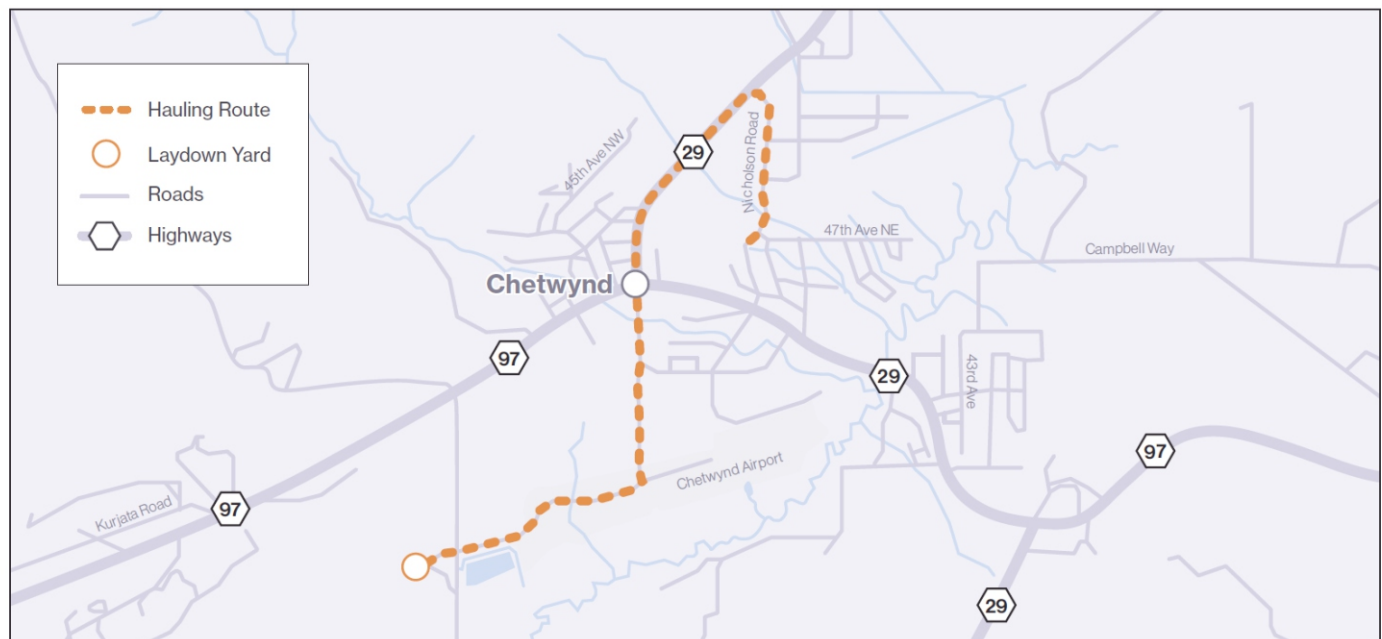 Hauling Route
Laydown Yard
Roads
Highways
29
45th Ave NW
Nicholson Road
47th Ave NE
Campbell Way
Chetwynd
97
29
43rd Ave
97
Chetwynd Airport
97
Kurjata Road
29